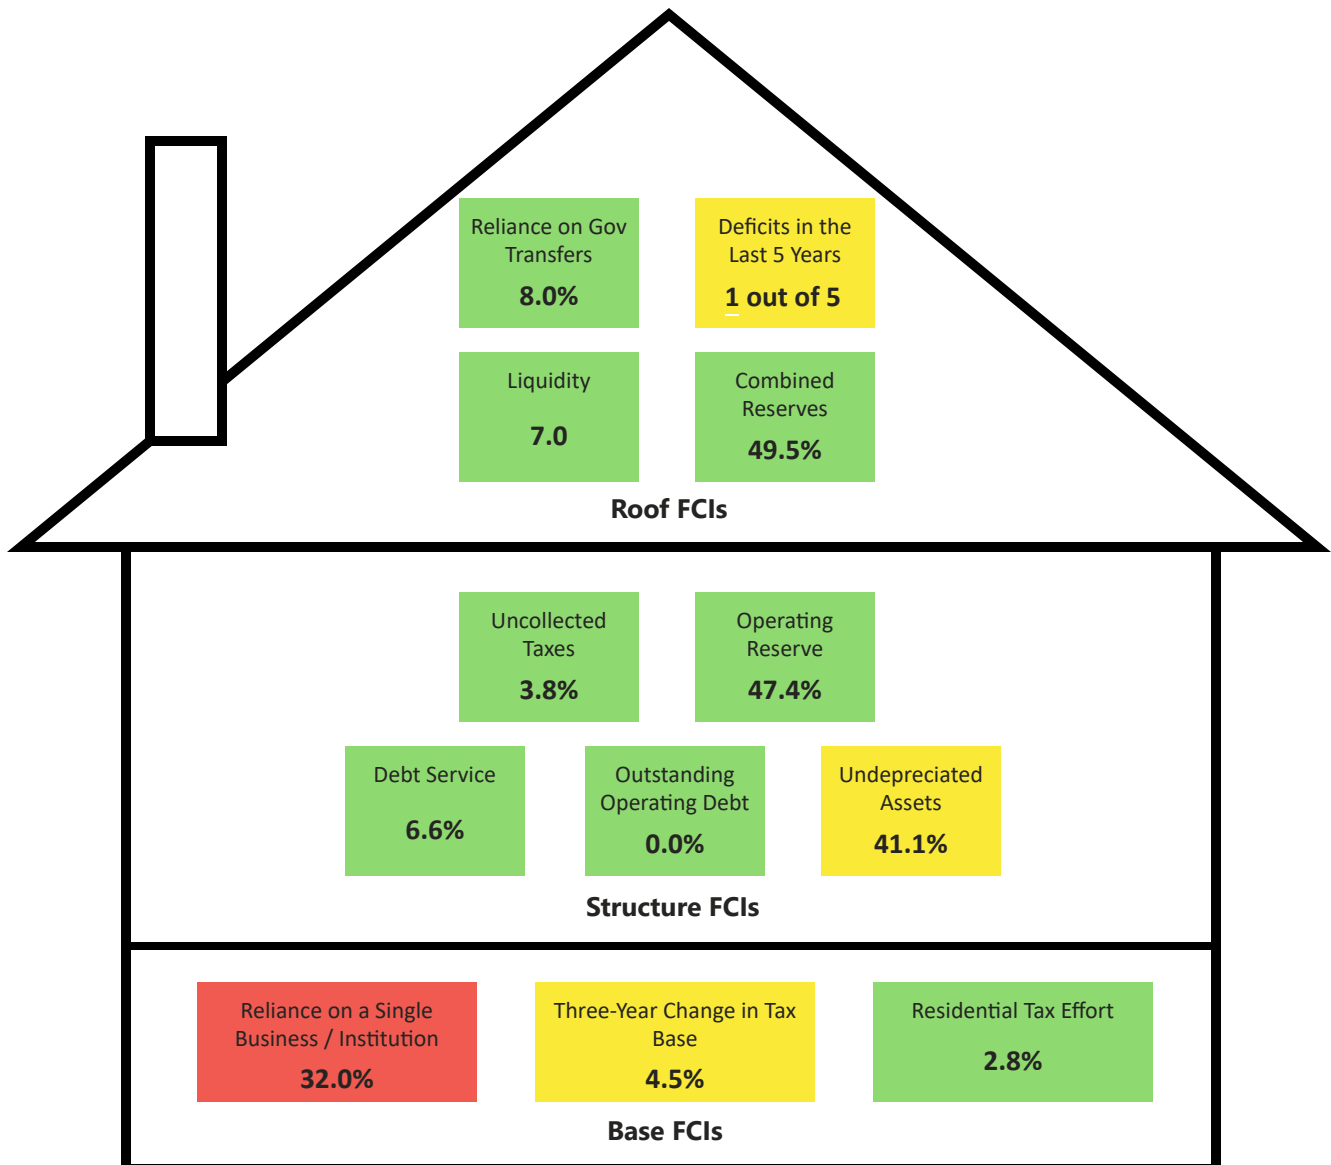 Reliance on Gov
Transfers
8.0%
Deficits in the
Last 5 Years
1 out of 5
Liquidity
7.0
Combined
Reserves
49.5%
Roof FCIs
Uncollected
Taxes
3.8%
Operating
Reserve
47.4%
Debt Service
6.6%
Outstanding
Operating Debt
0.0%
Undepreciated
Assets
41.1%
Structure FCIs
Reliance on a Single
Business / Institution
32.0%
Three-Year Change in Tax
Base
4.5%
Residential Tax Effort
2.8%
Base FCIs